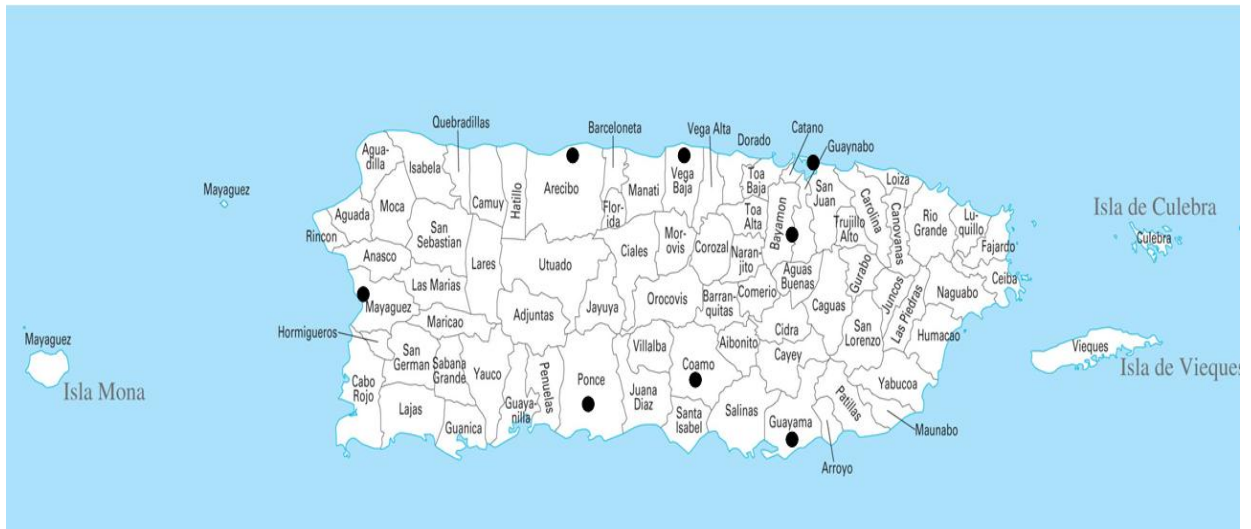 Quebradillas
Barceloneta
Vega Alta
Dorado
Catano
Guaynabo
Agua-
dilla
Isabela
Camuy
Hatillo
Arecibo
Flor-
ida
Manati
Vega
Baja
Toa
Baja
Toa
Alta
Bayamon
San
Juan
Trujillo
Alto
Carolina
Canovanas
Loiza
Rio
Grande
Lu-
quillo
Fajardo
Ceiba
Mayaguez
Aguada
Moca
Rincon
San
Sebastian
Anasco
Lares
Utuado
Ciales
Mor-
ovis
Corozal
Naran-
jito
Isla de Culebra
Culebra
Las Marias
Mayaguez
Maricao
Adjuntas
Jayuya
Orocovis
Barran-
quitas
Comerio
Aguas
Buenas
Caguas
Gurabo
Juncos
Las Piedras
Naguabo
Humacao
Cidra
San
Lorenzo
Hormigueros
San
German
Sabana
Grande
Yauco
Guaya-
nilla
Penuelas
Ponce
Villalba
Juana
Diaz
Coamo
Aibonito
Cayey
Yabucoa
Mayaguez
Isla Mona
Vieques
Isla de Vieques
Cabo
Rojo
Lajas
Guanica
Santa
Isabel
Salinas
Guayama
Patillas
Maunabo
Arroyo